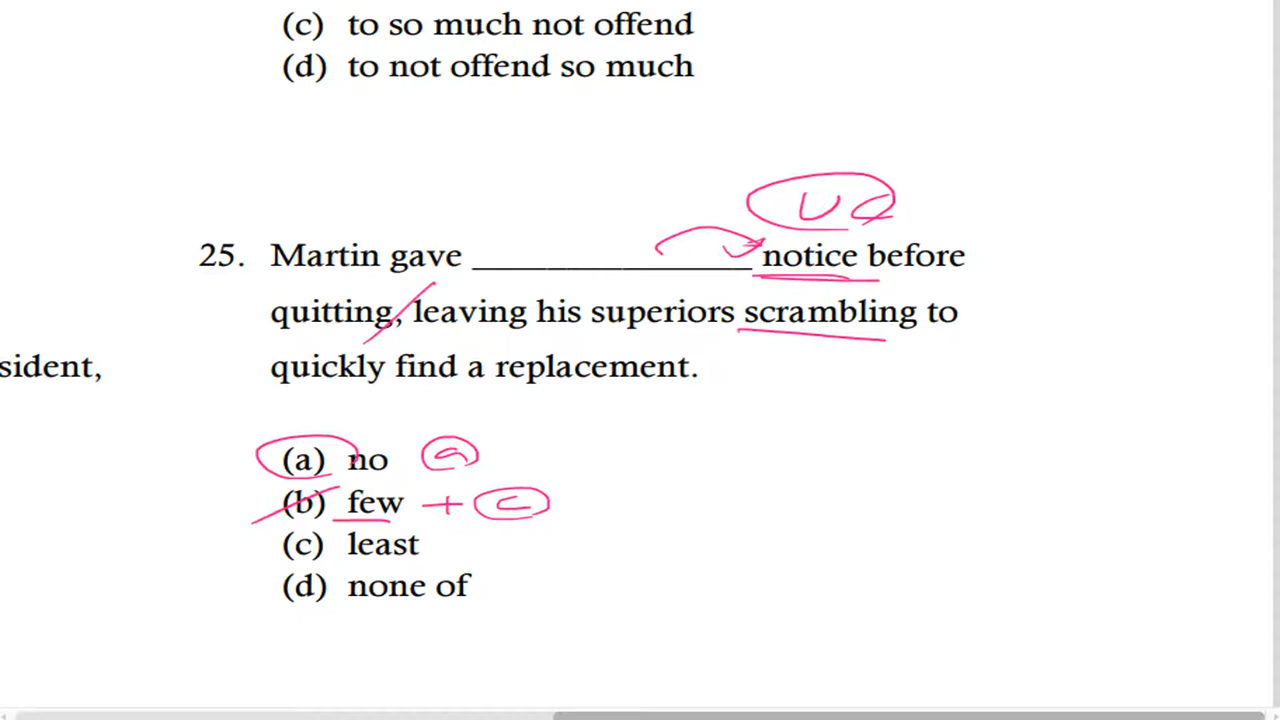 (c) to so much not offend
(d) to not offend so much
UC
25. Martin gave ____________________ notice before
quitting, leaving his superiors scrambling to
sident,
quickly find a replacement.
(a) no a
(b) few + C
(c) least
(d) none of